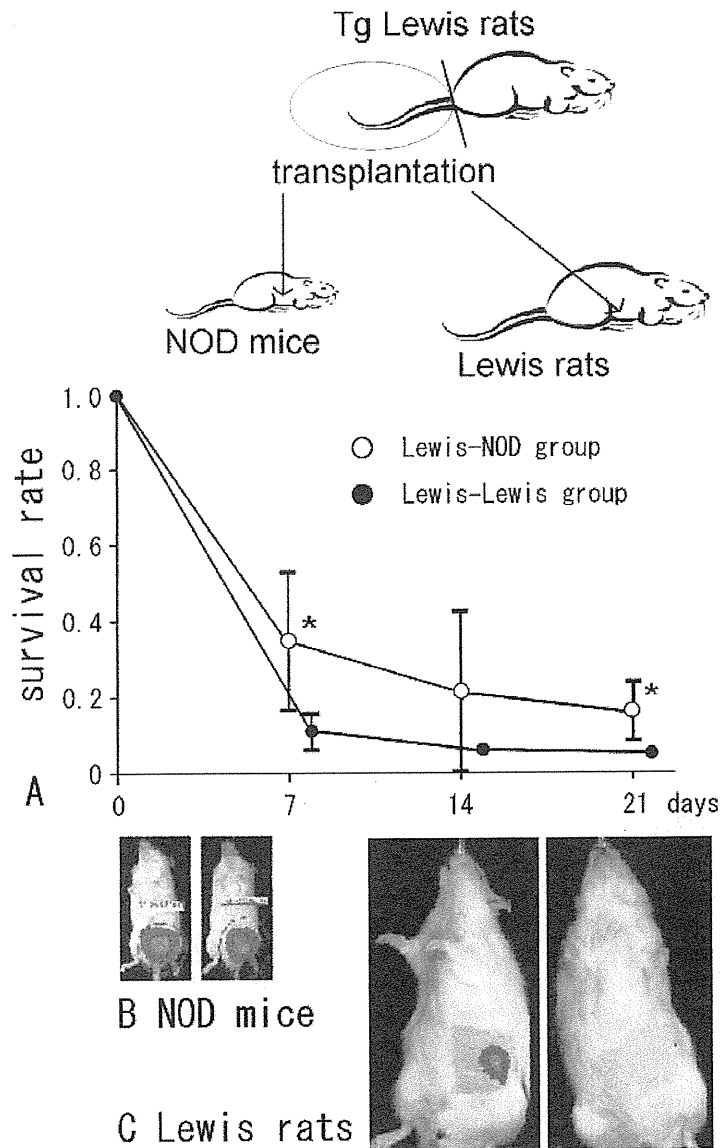 Tg Lewis rats
transplantation
NOD mice
Lewis rats
1.0
0.8
0.6
0.4
0.2
0
survival rate
○ Lewis-NOD group
● Lewis-Lewis group
*
*
A
0 7 14 21 days
B NOD mice
C Lewis rats